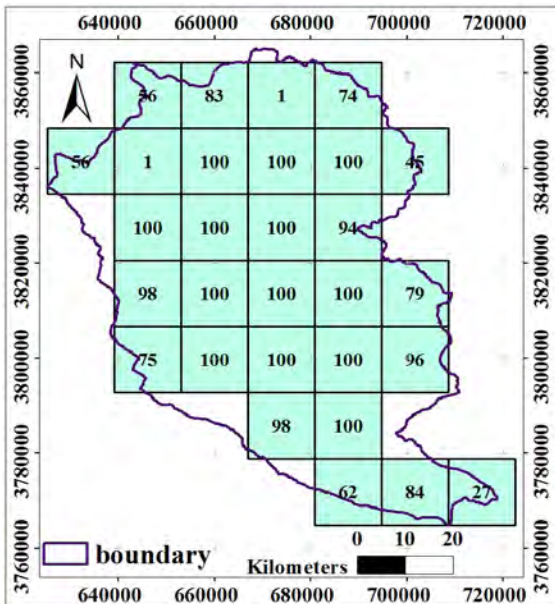 640000 660000 680000 700000 720000
3860000 3860000
3840000 3840000
3820000 3820000
3800000 3800000
3780000 3780000
3760000 3760000
N
56 83 1 74
56 1 100 100 100 45
100 100 100 94
98 100 100 100 79
75 100 100 100 96
98 100
62 84 27
boundary
0 10 20
Kilometers
640000 660000 680000 700000 720000